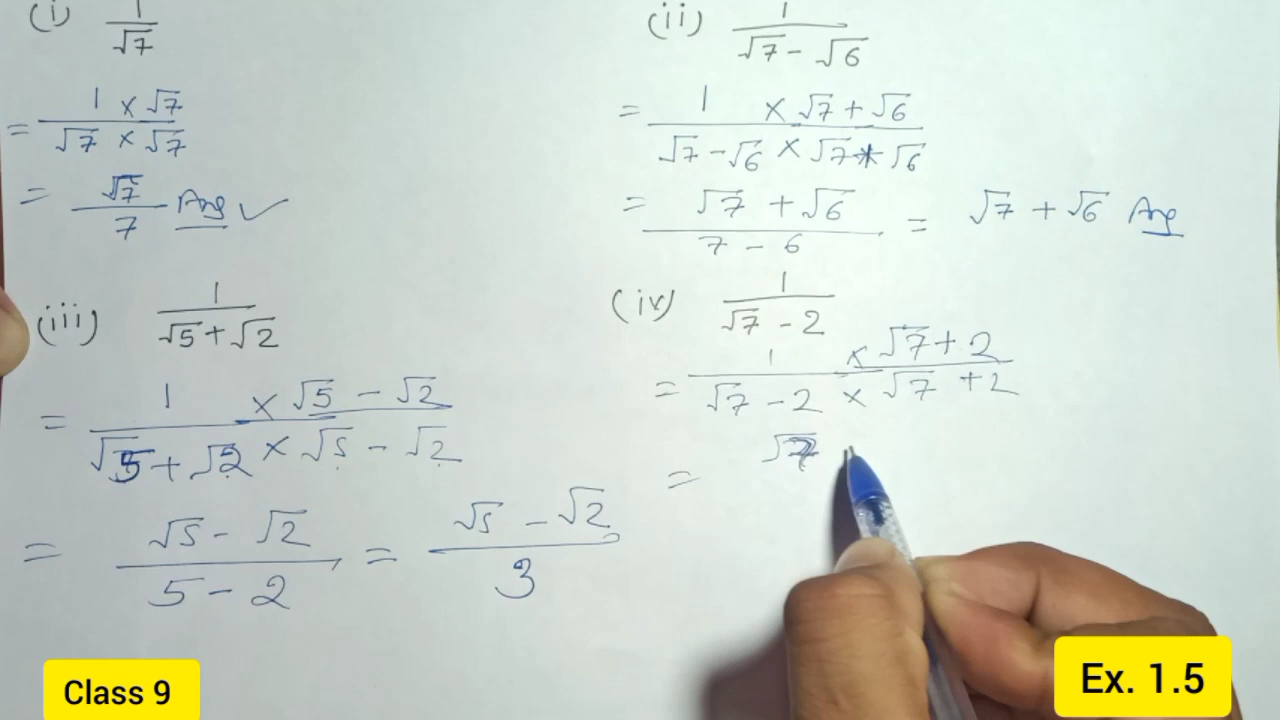 (i) 1/√7
= 1 × √7 / √7 × √7
= √7/7 Ans ✓
(ii) 1/√7 - √6
= 1 × √7 + √6 / √7 - √6 × √7 + √6
= √7 + √6 / 7 - 6 = √7 + √6 Ans
(iii) 1/√5 + √2
= 1 × √5 - √2 / √5 + √2 × √5 - √2
= √5 - √2 / 5 - 2 = √5 - √2 / 3
(iv) 1/√7 - 2
= 1 × √7 + 2 / √7 - 2 × √7 + 2
= √7
Class 9
Ex. 1.5